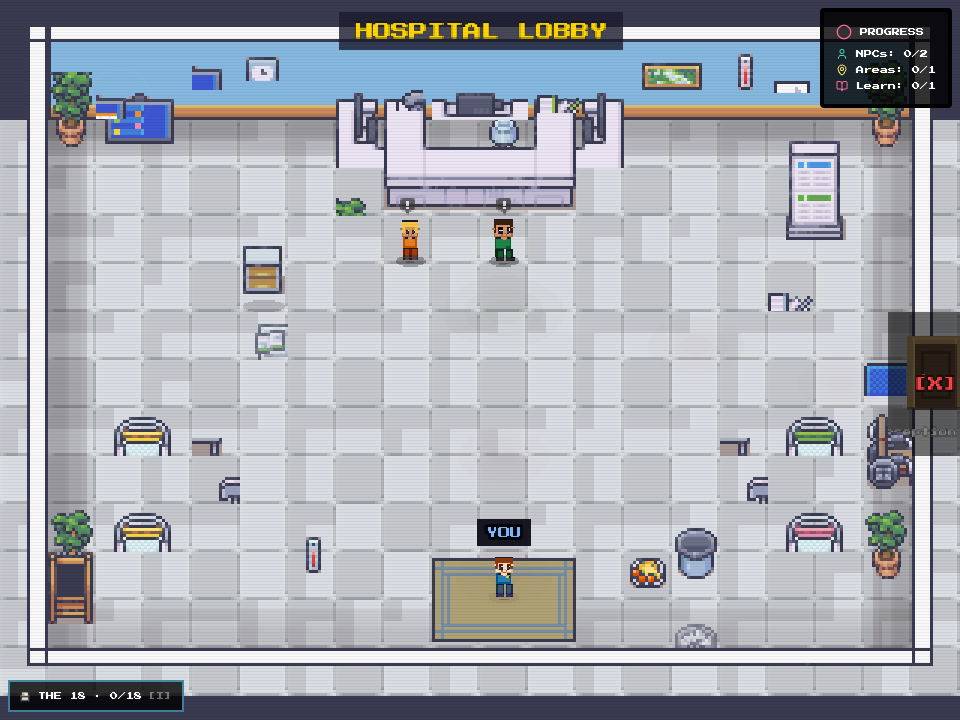 HOSPITAL LOBBY
PROGRESS
NPCs: 0/2
Areas: 0/1
Learn: 0/1
!
!
[X]
YOU
THE 18 · 0/18 [I]